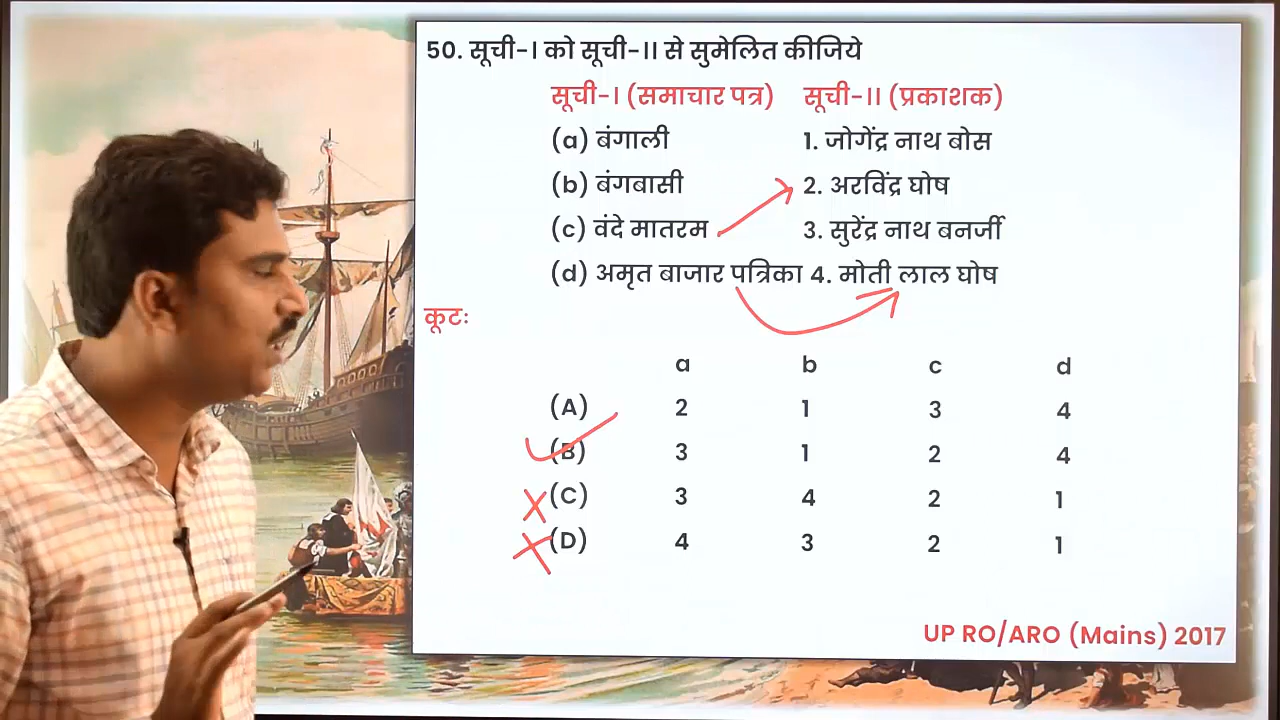 50. सूची-I को सूची-II से सुमेलित कीजिये
सूची-I (समाचार पत्र) सूची-II (प्रकाशक)
(a) बंगाली 1. जोगेंद्र नाथ बोस
(b) बंगबासी 2. अरविंद्र घोष
(c) वंदे मातरम 3. सुरेंद्र नाथ बनर्जी
(d) अमृत बाजार पत्रिका 4. मोती लाल घोष
कूटः
a b c d
(A) 2 1 3 4
(B) 3 1 2 4
(C) 3 4 2 1
(D) 4 3 2 1
UP RO/ARO (Mains) 2017